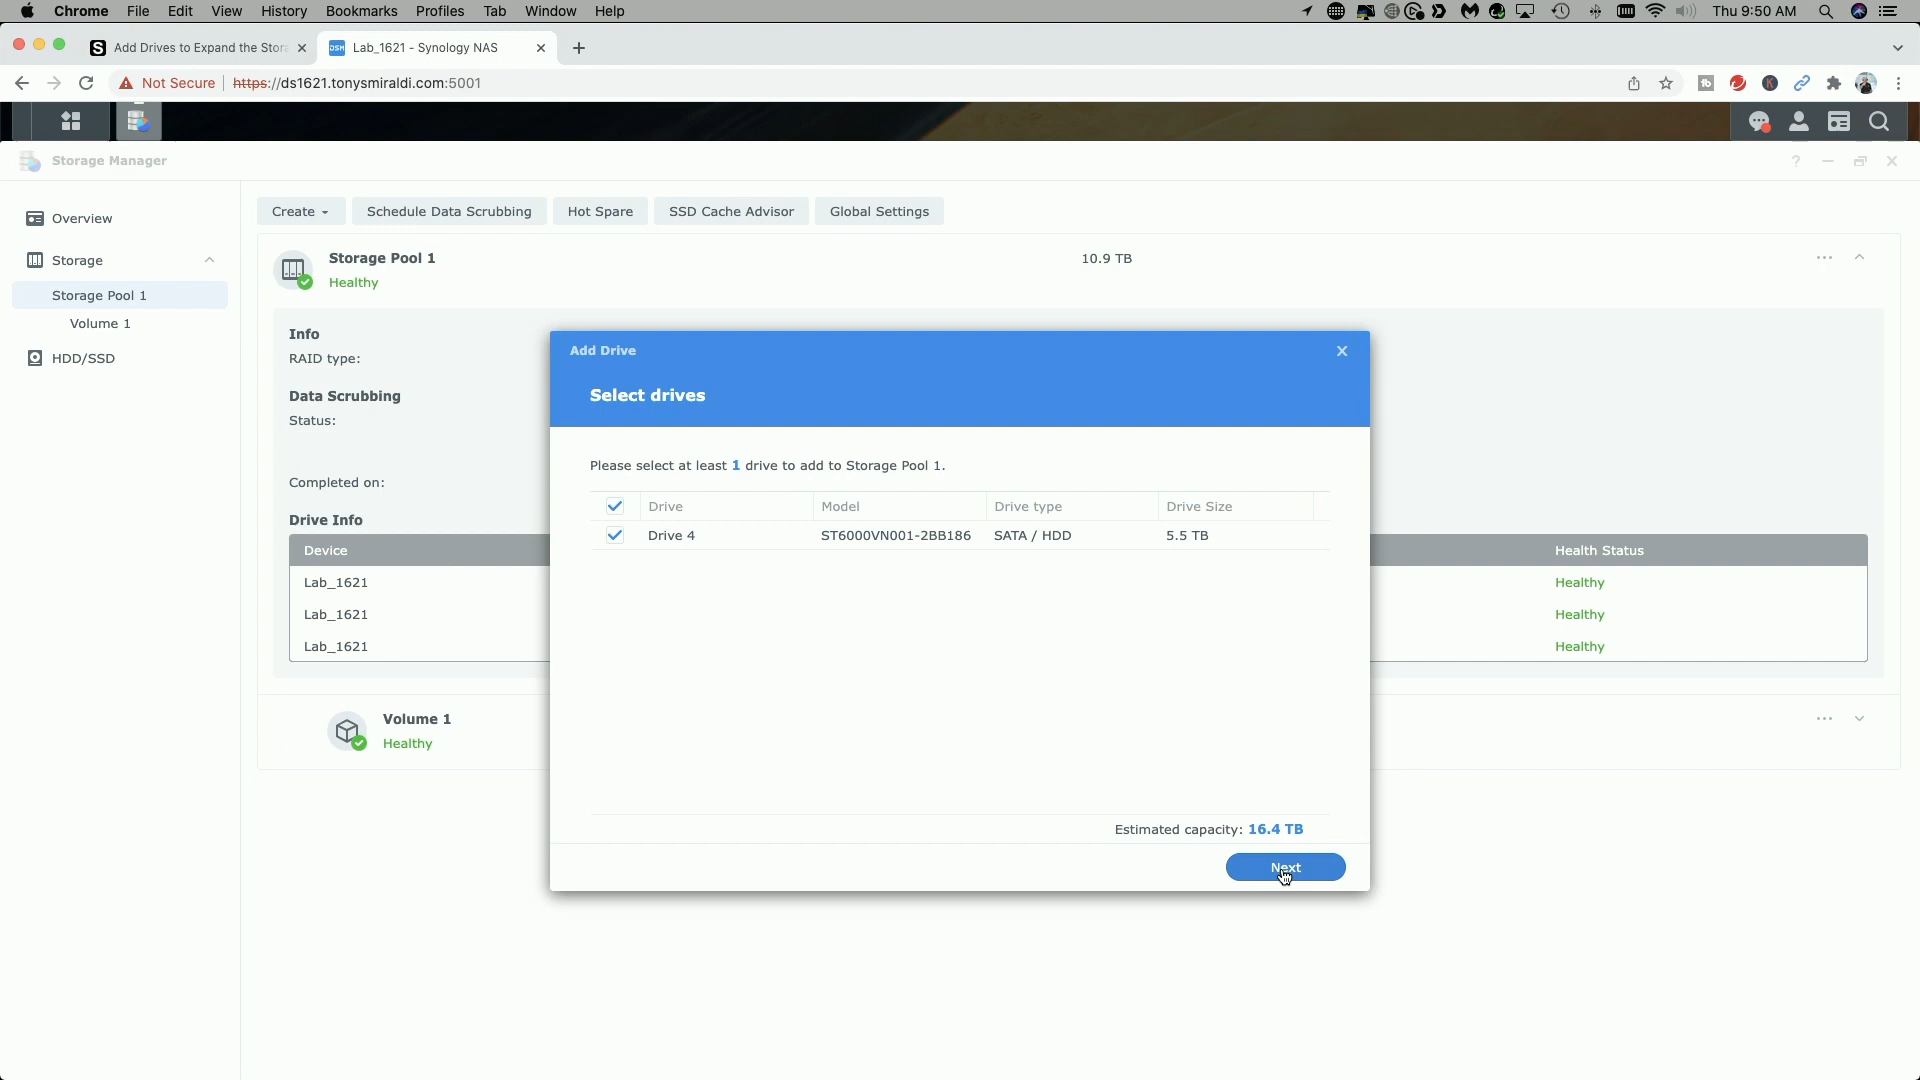 Chrome File Edit View History Bookmarks Profiles Tab Window Help Thu 9:50 AM
Add Drives to Expand the Stora
Lab_1621 - Synology NAS
Not Secure https://ds1621.tonysmiraldi.com:5001
Storage Manager
Overview
Storage
Storage Pool 1
Volume 1
HDD/SSD
Create Schedule Data Scrubbing Hot Spare SSD Cache Advisor Global Settings
Storage Pool 1 10.9 TB
Healthy
Info
RAID type:
Data Scrubbing
Status:
Completed on:
Drive Info
Device Health Status
Lab_1621 Healthy
Lab_1621 Healthy
Lab_1621 Healthy
Volume 1
Healthy
Add Drive
Select drives
Please select at least 1 drive to add to Storage Pool 1.
Drive Model Drive type Drive Size
Drive 4 ST6000VN001-2BB186 SATA / HDD 5.5 TB
Estimated capacity: 16.4 TB
Next